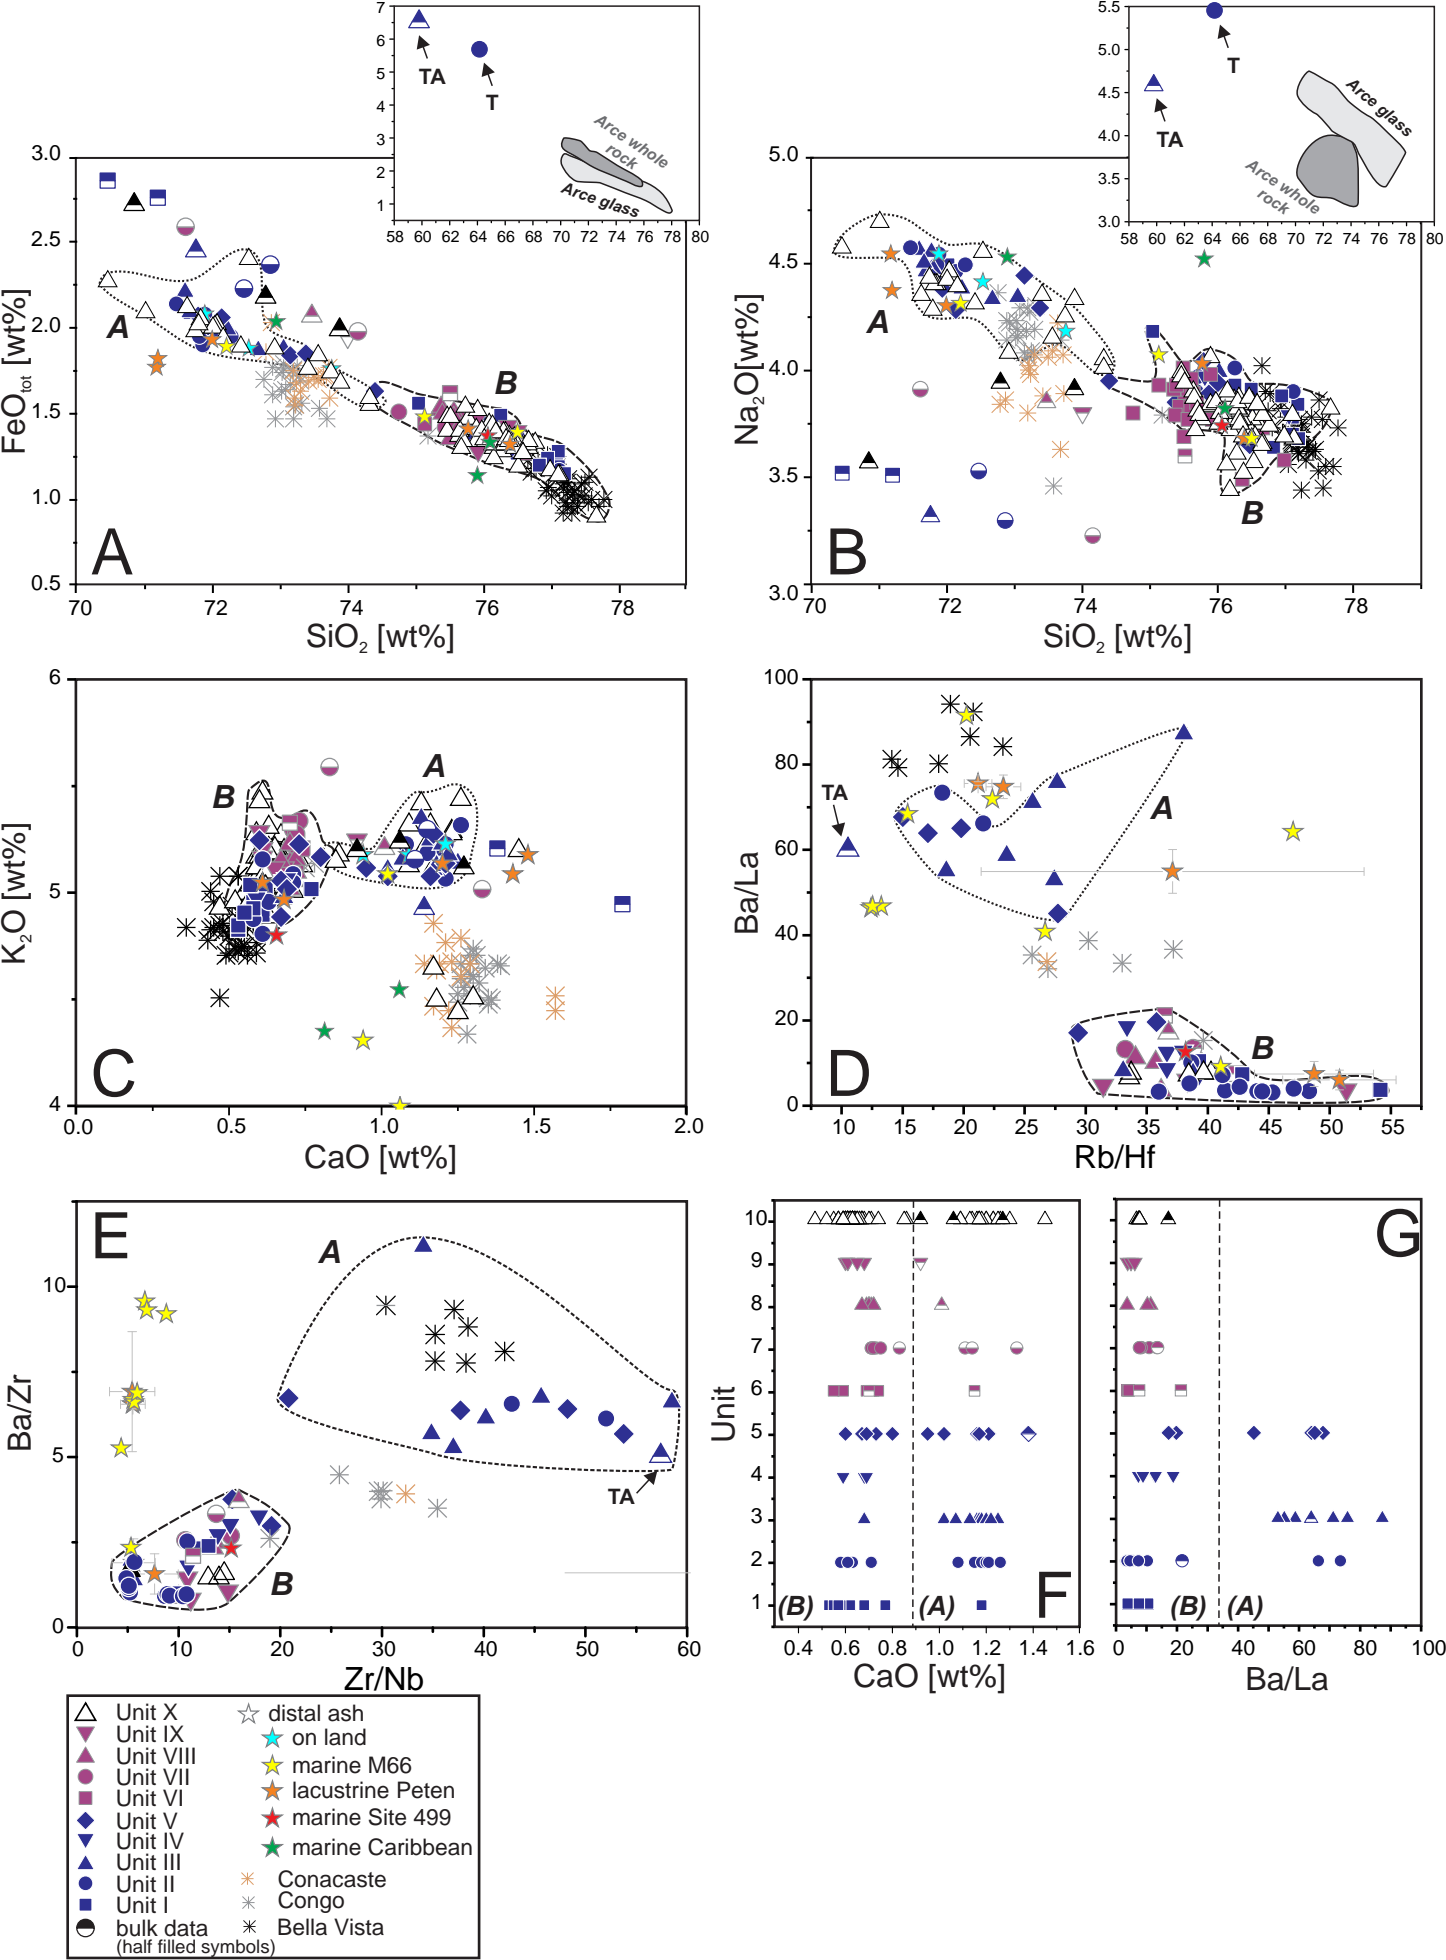 7
6
5
4
3
2
1
58 60 62 64 66 68 70 72 74 76 78 80
TA
T
Arce whole
rock
Arce glass
5.5
5.0
4.5
4.0
3.5
3.0
58 60 62 64 66 68 70 72 74 76 78 80
T
TA
Arce glass
Arce whole
rock
3.0
2.5
2.0
1.5
1.0
0.5
FeOtot [wt%]
A
B
A
70 72 74 76 78
SiO2 [wt%]
5.0
4.5
4.0
3.5
3.0
Na2O[wt%]
A
B
B
70 72 74 76 78
SiO2 [wt%]
6
5
4
K2O [wt%]
B
A
C
0.0 0.5 1.0 1.5 2.0
CaO [wt%]
100
80
60
40
20
0
Ba/La
TA
A
B
D
10 15 20 25 30 35 40 45 50 55
Rb/Hf
10
5
0
Ba/Zr
E
A
B
TA
0 10 20 30 40 50 60
Zr/Nb
10
9
8
7
6
5
4
3
2
1
Unit
(B)
(A)
F
0.4 0.6 0.8 1.0 1.2 1.4 1.6
CaO [wt%]
G
(B)
(A)
0 20 40 60 80 100
Ba/La
Unit X
Unit IX
Unit VIII
Unit VII
Unit VI
Unit V
Unit IV
Unit III
Unit II
Unit I
bulk data
(half filled symbols)
distal ash
on land
marine M66
lacustrine Peten
marine Site 499
marine Caribbean
Conacaste
Congo
Bella Vista